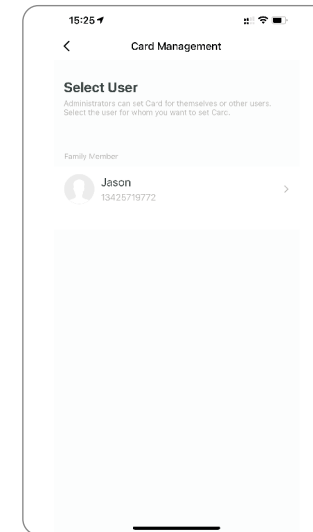 15:25
Card Management
Select User
Administrators can set Card for themselves or other users.
Select the user for whom you want to set Carc.
Family Member
Jason
13425719772